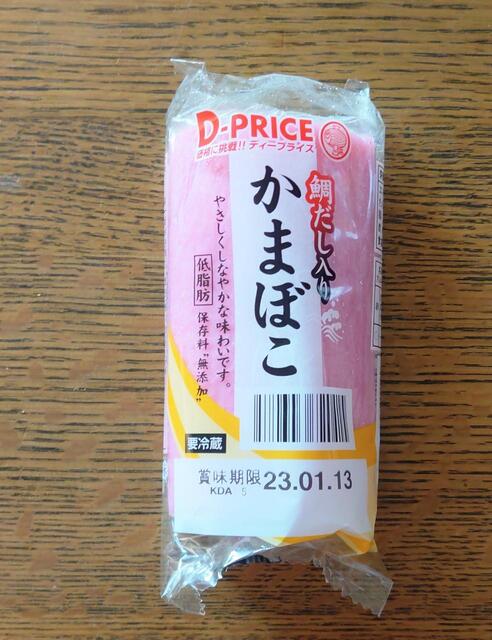 D-PRICE
価格に挑戦!! ディープライス
鯛だし入り
かまぼこ
やさしくしなやかな味わいです。
低脂肪
保存料"無添加"
要冷蔵
賞味期限 23.01.13
KDA 5